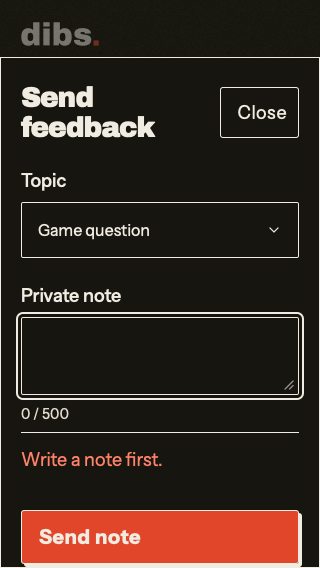 dibs.
Send
feedback
Close
Topic
Game question
Private note
0 / 500
Write a note first.
Send note